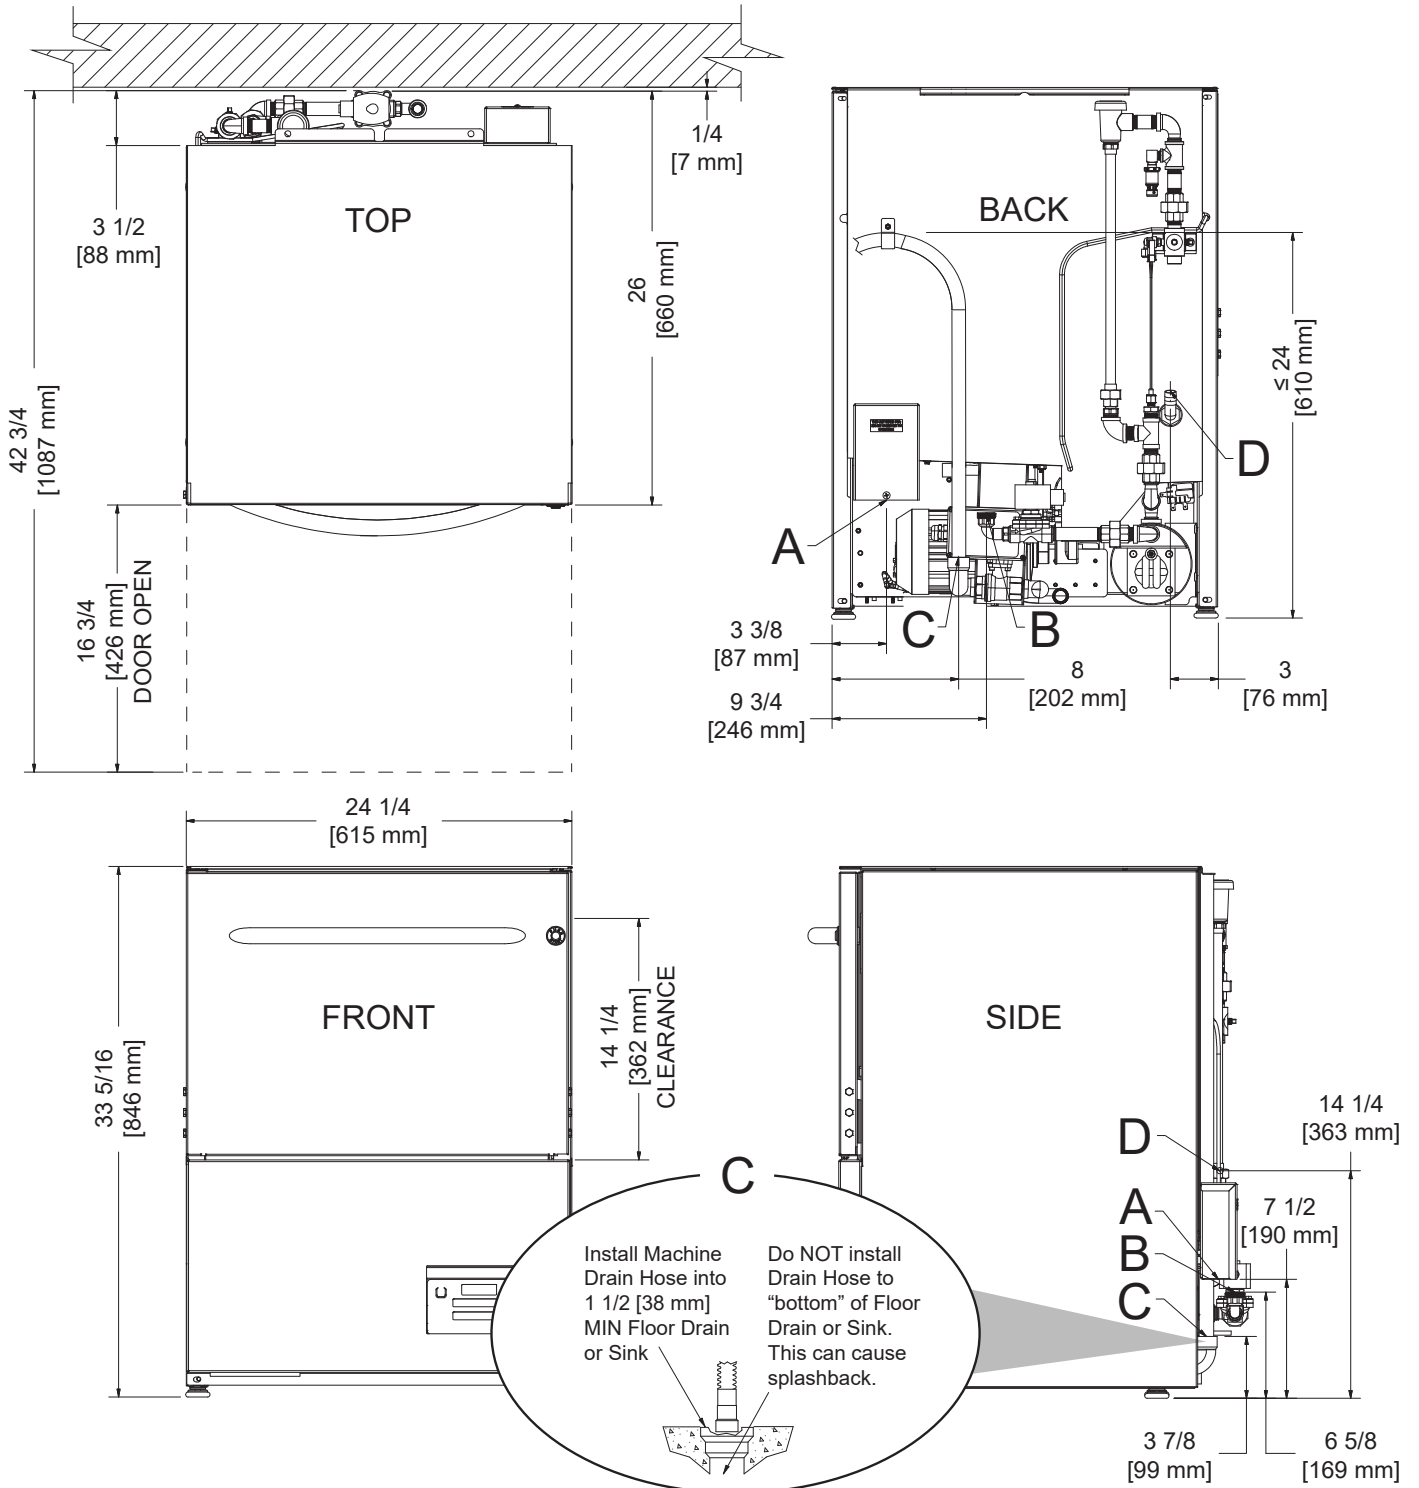 1/4
[7 mm]
3 1/2
[88 mm]
TOP
26
[660 mm]
42 3/4
[1087 mm]
16 3/4
[426 mm]
DOOR OPEN
BACK
≤ 24
[610 mm]
D
A
C
B
3 3/8
[87 mm]
8
[202 mm]
3
[76 mm]
9 3/4
[246 mm]
24 1/4
[615 mm]
FRONT
14 1/4
[362 mm]
CLEARANCE
33 5/16
[846 mm]
SIDE
14 1/4
[363 mm]
D
A
7 1/2
[190 mm]
B
C
3 7/8
[99 mm]
6 5/8
[169 mm]
C
Install Machine
Drain Hose into
1 1/2 [38 mm]
MIN Floor Drain
or Sink
Do NOT install
Drain Hose to
“bottom” of Floor
Drain or Sink.
This can cause
splashback.